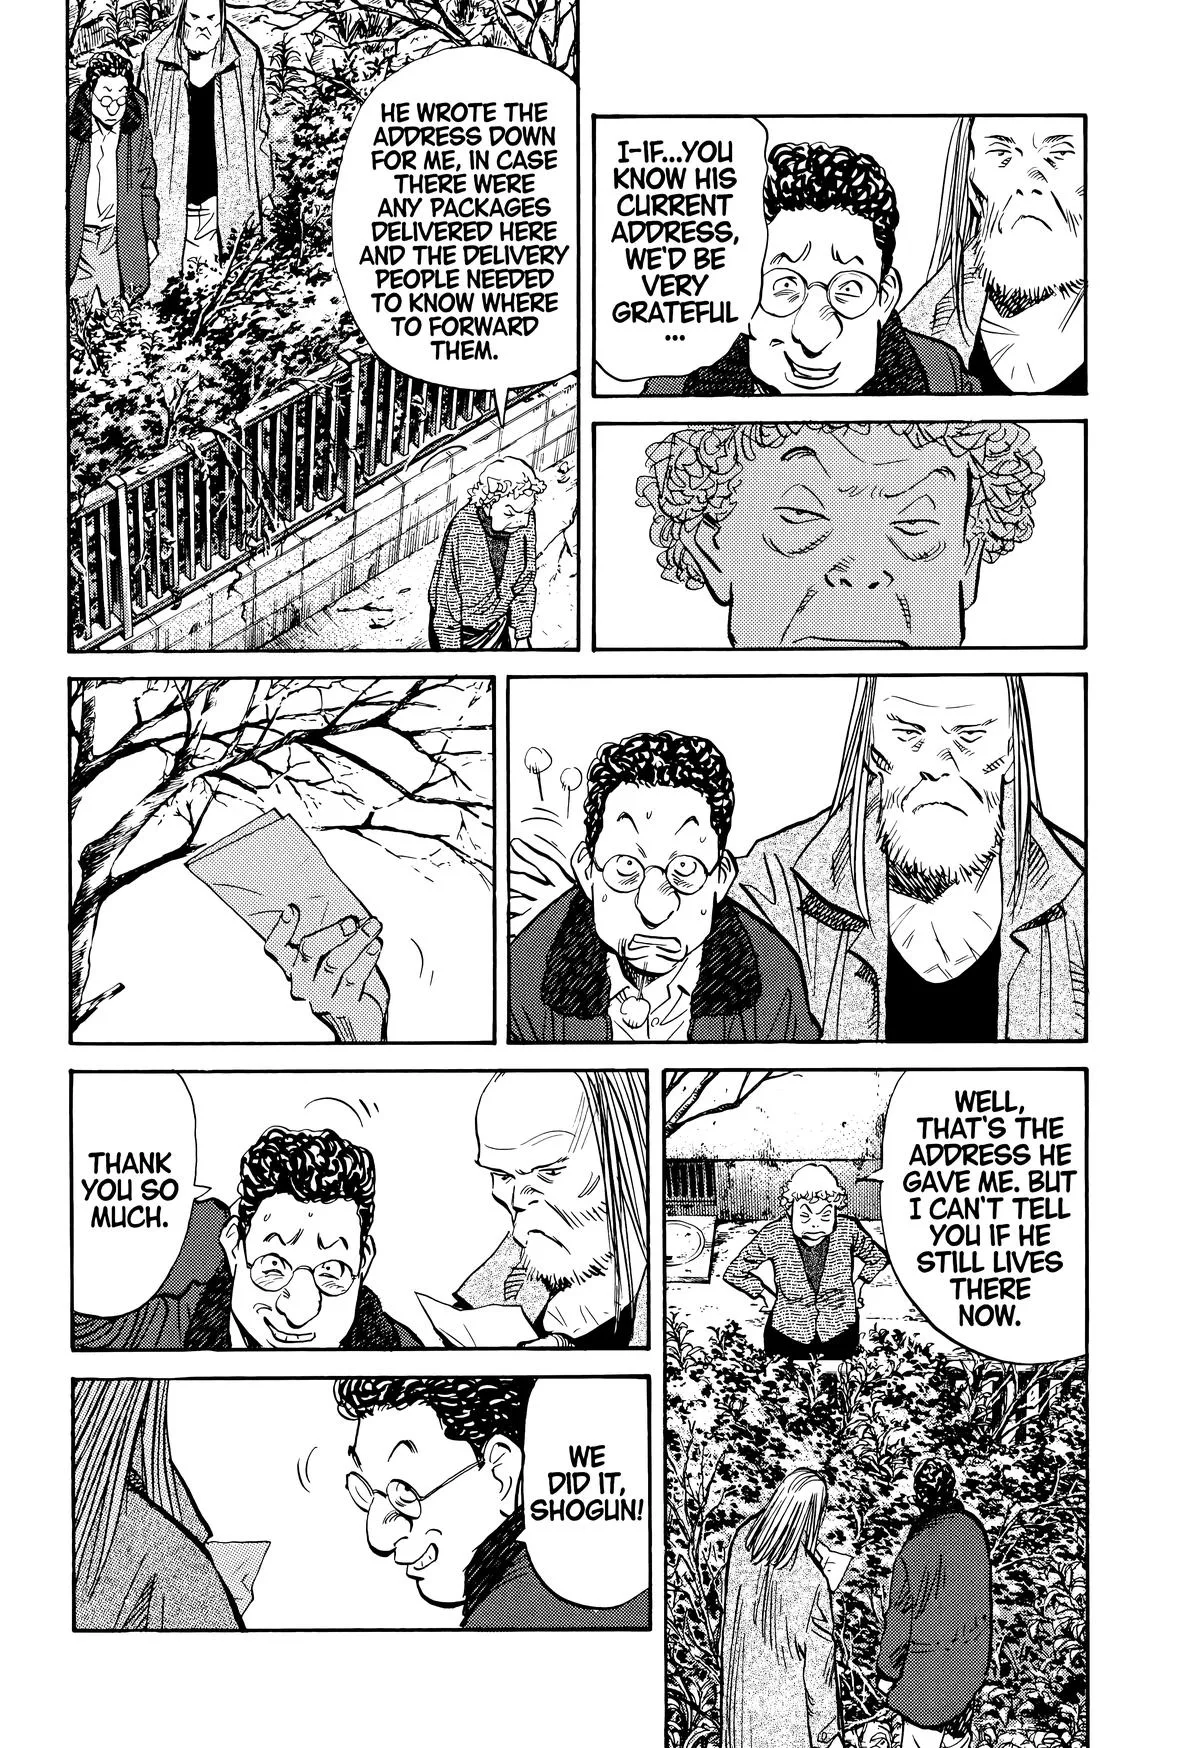 I-IF...YOU
KNOW HIS
CURRENT
ADDRESS,
WE'D BE
VERY
GRATEFUL
...
HE WROTE THE
ADDRESS DOWN
FOR ME, IN CASE
THERE WERE
ANY PACKAGES
DELIVERED HERE
AND THE DELIVERY
PEOPLE NEEDED
TO KNOW WHERE
TO FORWARD
THEM.
WELL,
THAT'S THE
ADDRESS HE
GAVE ME. BUT
I CAN'T TELL
YOU IF HE
STILL LIVES
THERE
NOW.
THANK
YOU SO
MUCH.
WE
DID IT,
SHOGUN!